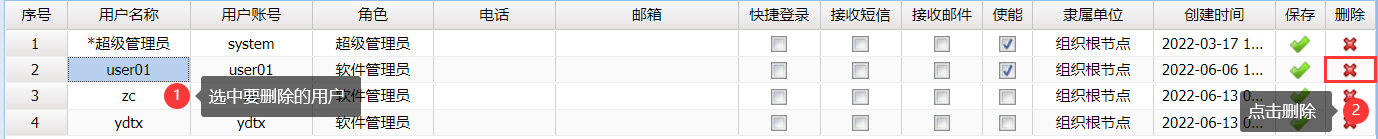 序号 用户名称 用户账号 角色 电话 邮箱 快捷登录 接收短信 接收邮件 使能 隶属单位 创建时间 保存 删除
1 *超级管理员 system 超级管理员 组织根节点 2022-03-17 1...
2 user01 user01 软件管理员 组织根节点 2022-06-06 1...
3 zc 软件管理员 组织根节点 2022-06-13 0...
1 选中要删除的用户
点击删除 2
4 ydtx ydtx 软件管理员 组织根节点 2022-06-13